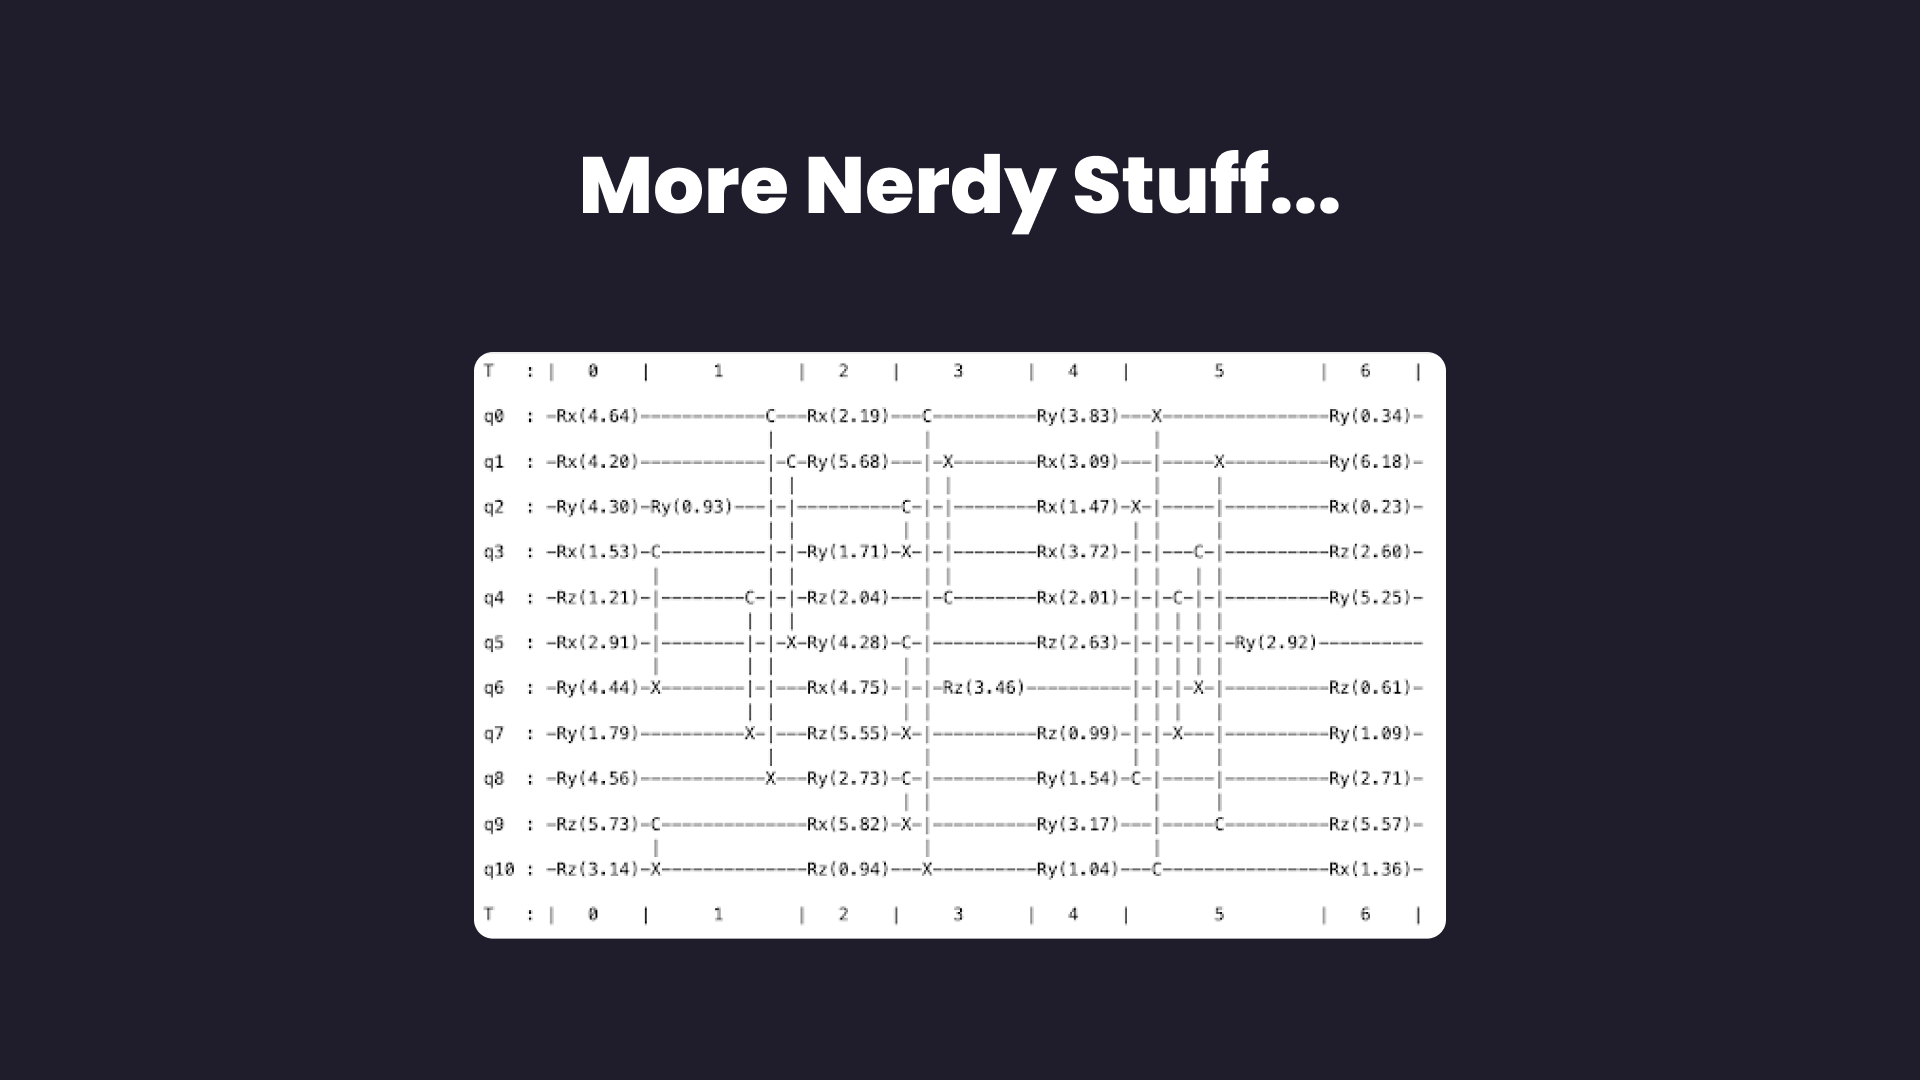 More Nerdy Stuff...
T   : |   0    |      1       |   2    |     3      |   4    |        5         |   6    |
q0  : -Rx(4.64)------------C---Rx(2.19)---C----------Ry(3.83)---X----------------Ry(0.34)-
| | |
q1  : -Rx(4.20)------------|-C-Ry(5.68)---|-X--------Rx(3.09)---|-----X----------Ry(6.18)-
| | | | | |
q2  : -Ry(4.30)-Ry(0.93)---|-|----------C-|-|--------Rx(1.47)-X-|-----|----------Rx(0.23)-
| | | | | | | |
q3  : -Rx(1.53)-C----------|-|-Ry(1.71)-X-|-|--------Rx(3.72)-|-|---C-|----------Rz(2.60)-
| | | | | | | | |
q4  : -Rz(1.21)-|--------C-|-|-Rz(2.04)---|-C--------Rx(2.01)-|-|-C-|-|----------Ry(5.25)-
| | | | | | | | | |
q5  : -Rx(2.91)-|--------|-|-X-Ry(4.28)-C-|----------Rz(2.63)-|-|-|-|-|-Ry(2.92)----------
| | | | | | | | | |
q6  : -Ry(4.44)-X--------|-|---Rx(4.75)-|-|-Rz(3.46)----------|-|-|-X-|----------Rz(0.61)-
| | | | | | | |
q7  : -Ry(1.79)----------X-|---Rz(5.55)-X-|----------Rz(0.99)-|-|-X---|----------Ry(1.09)-
| | | | |
q8  : -Ry(4.56)------------X---Ry(2.73)-C-|----------Ry(1.54)-C-|-----|----------Ry(2.71)-
| | | |
q9  : -Rz(5.73)-C--------------Rx(5.82)-X-|----------Ry(3.17)---|-----C----------Rz(5.57)-
| | |
q10 : -Rz(3.14)-X--------------Rz(0.94)---X----------Ry(1.04)---C----------------Rx(1.36)-
T   : |   0    |      1       |   2    |     3      |   4    |        5         |   6    |